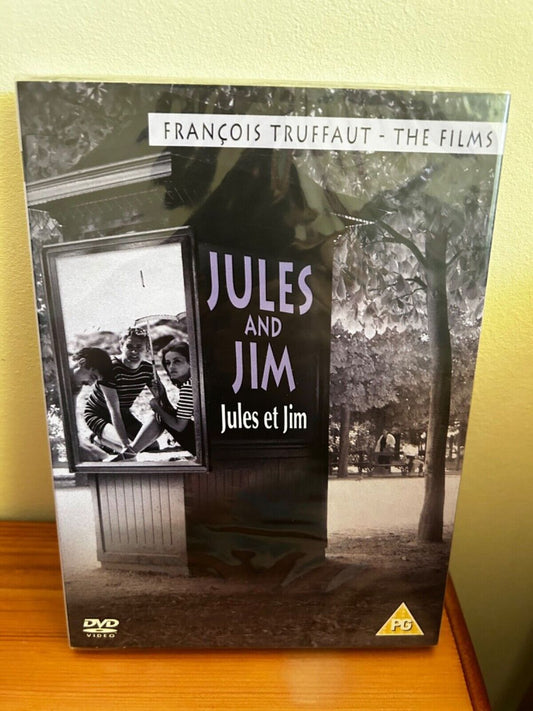 FRANÇOIS TRUFFAUT - THE FILMS
JULES
AND
JIM
Jules et Jim
DVD
VIDEO
PG